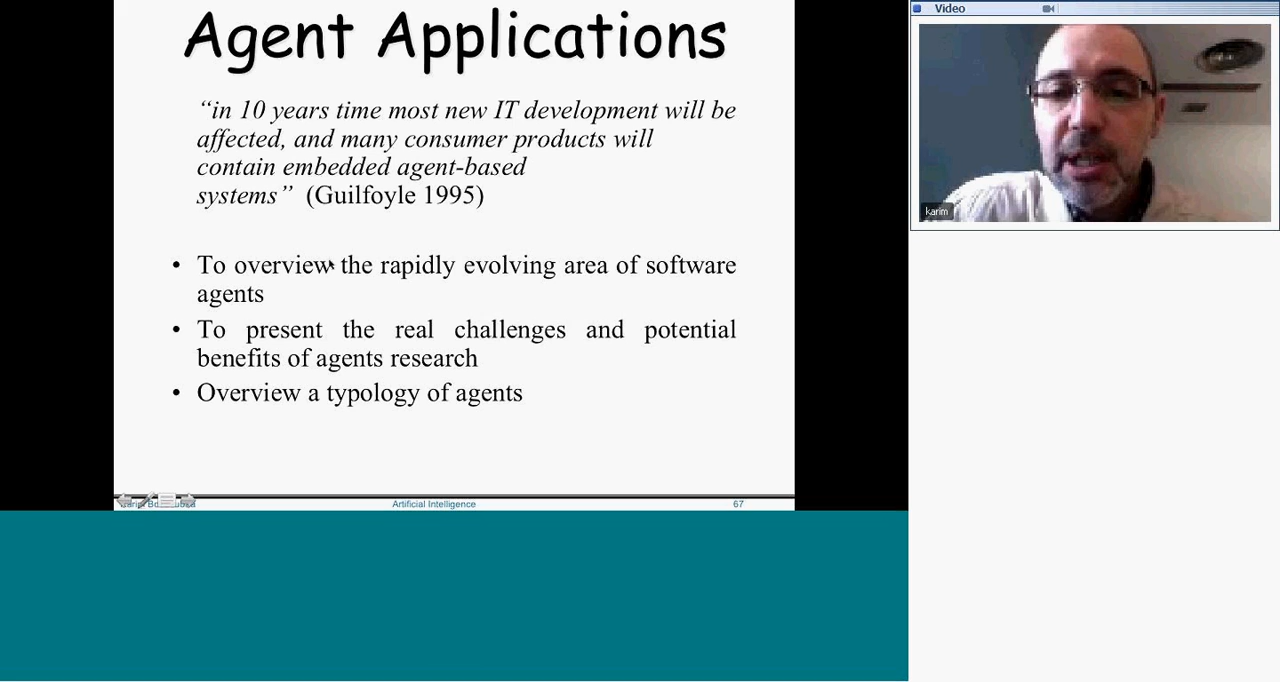 Agent Applications
“in 10 years time most new IT development will be
affected, and many consumer products will
contain embedded agent-based
systems” (Guilfoyle 1995)
• To overview the rapidly evolving area of software
agents
• To present the real challenges and potential
benefits of agents research
• Overview a typology of agents
Artificial Intelligence
67
Video
karim